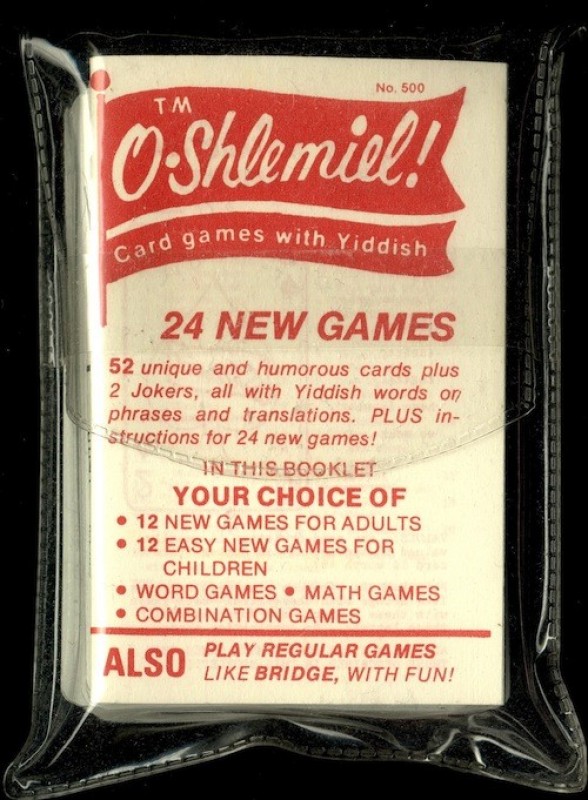 No. 500
TM
O·Shlemiel!
Card games with Yiddish
24 NEW GAMES
52 unique and humorous cards plus
2 Jokers, all with Yiddish words or
phrases and translations. PLUS in-
structions for 24 new games!
IN THIS BOOKLET
YOUR CHOICE OF
• 12 NEW GAMES FOR ADULTS
• 12 EASY NEW GAMES FOR
CHILDREN
• WORD GAMES • MATH GAMES
• COMBINATION GAMES
ALSO PLAY REGULAR GAMES
LIKE BRIDGE, WITH FUN!